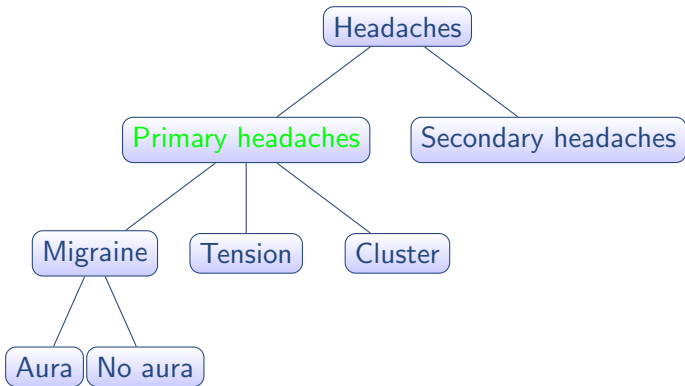 Headaches
Primary headaches
Secondary headaches
Migraine
Tension
Cluster
Aura
No aura